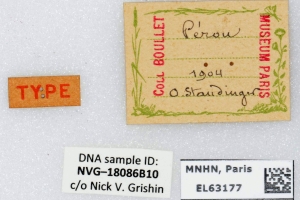 Coll BOULLET
Pérou
1904
O. Staudinger
MUSEUM PARIS
TYPE
DNA sample ID:
NVG–18086B10
c/o Nick V. Grishin
MNHN, Paris
EL63177